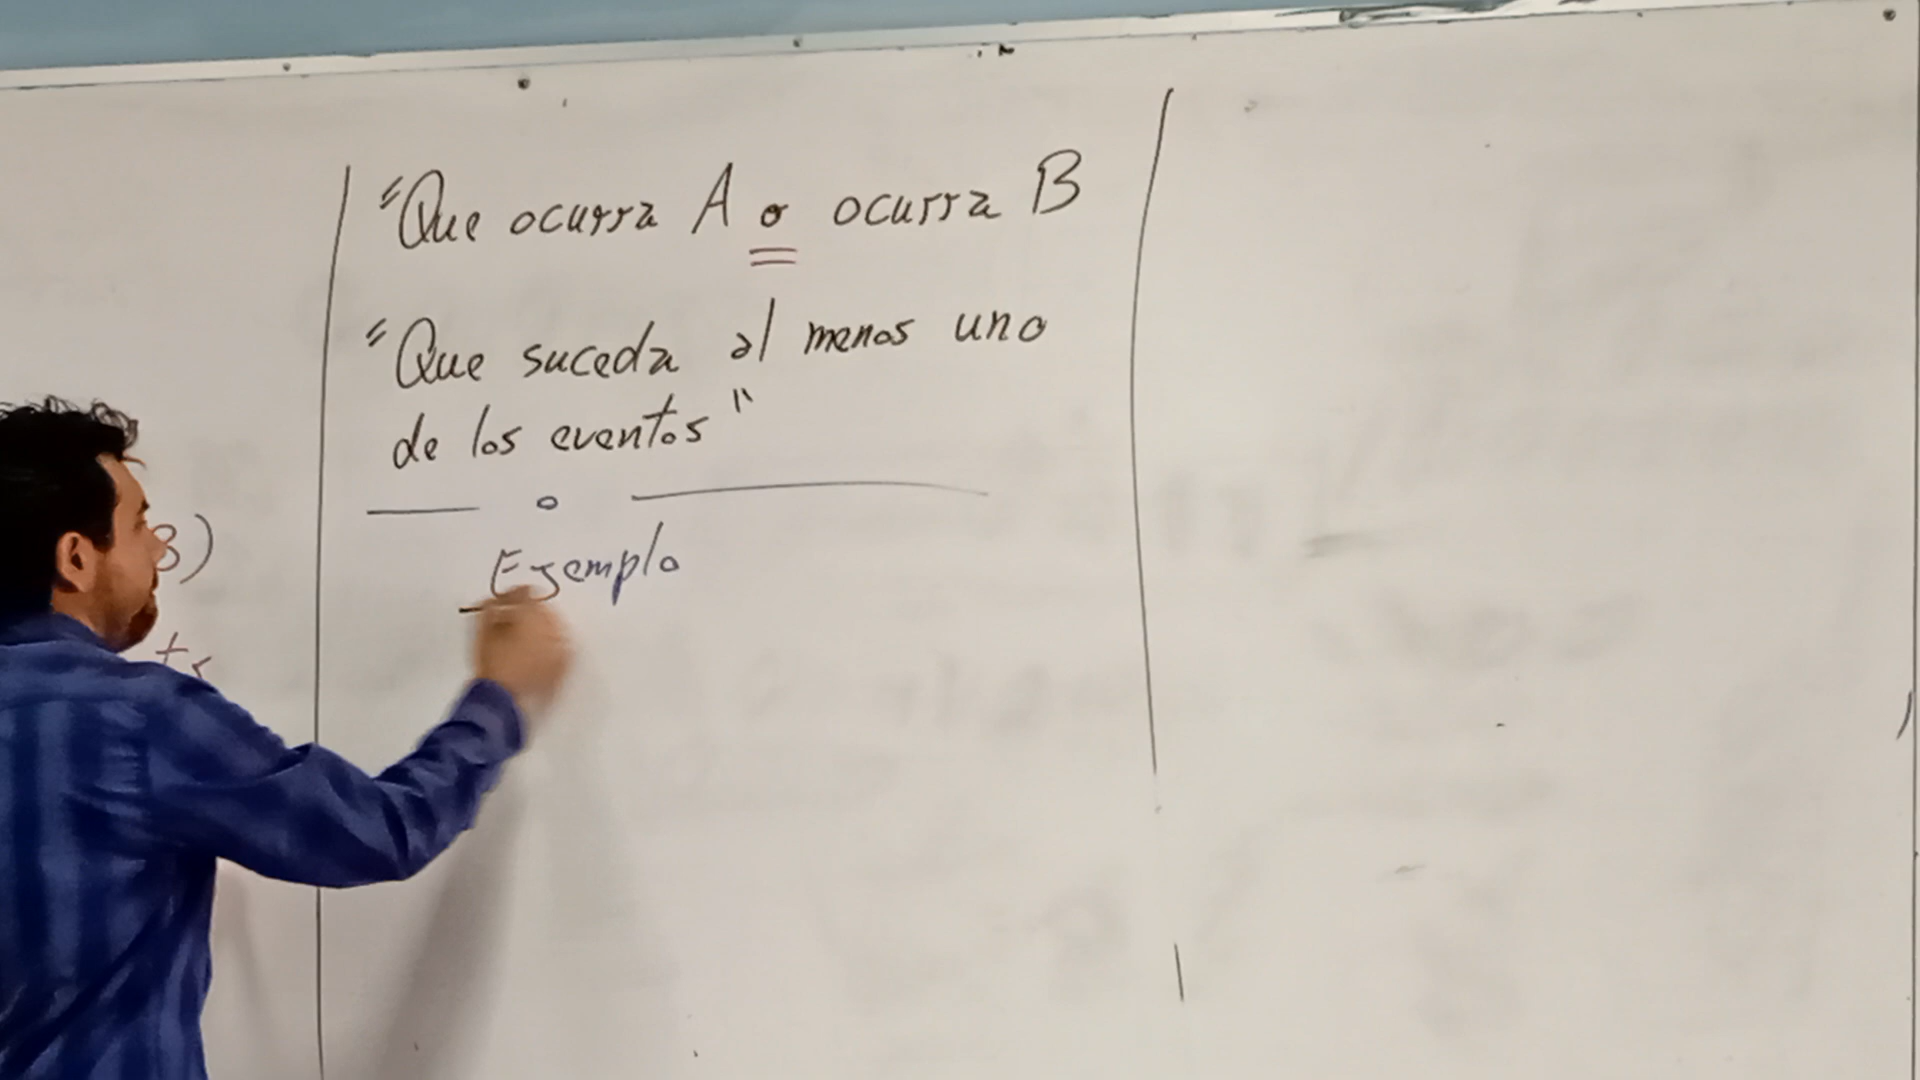 "Que ocurra A o ocurra B
"Que suceda al menos uno
de los eventos"
Ejemplo
B)